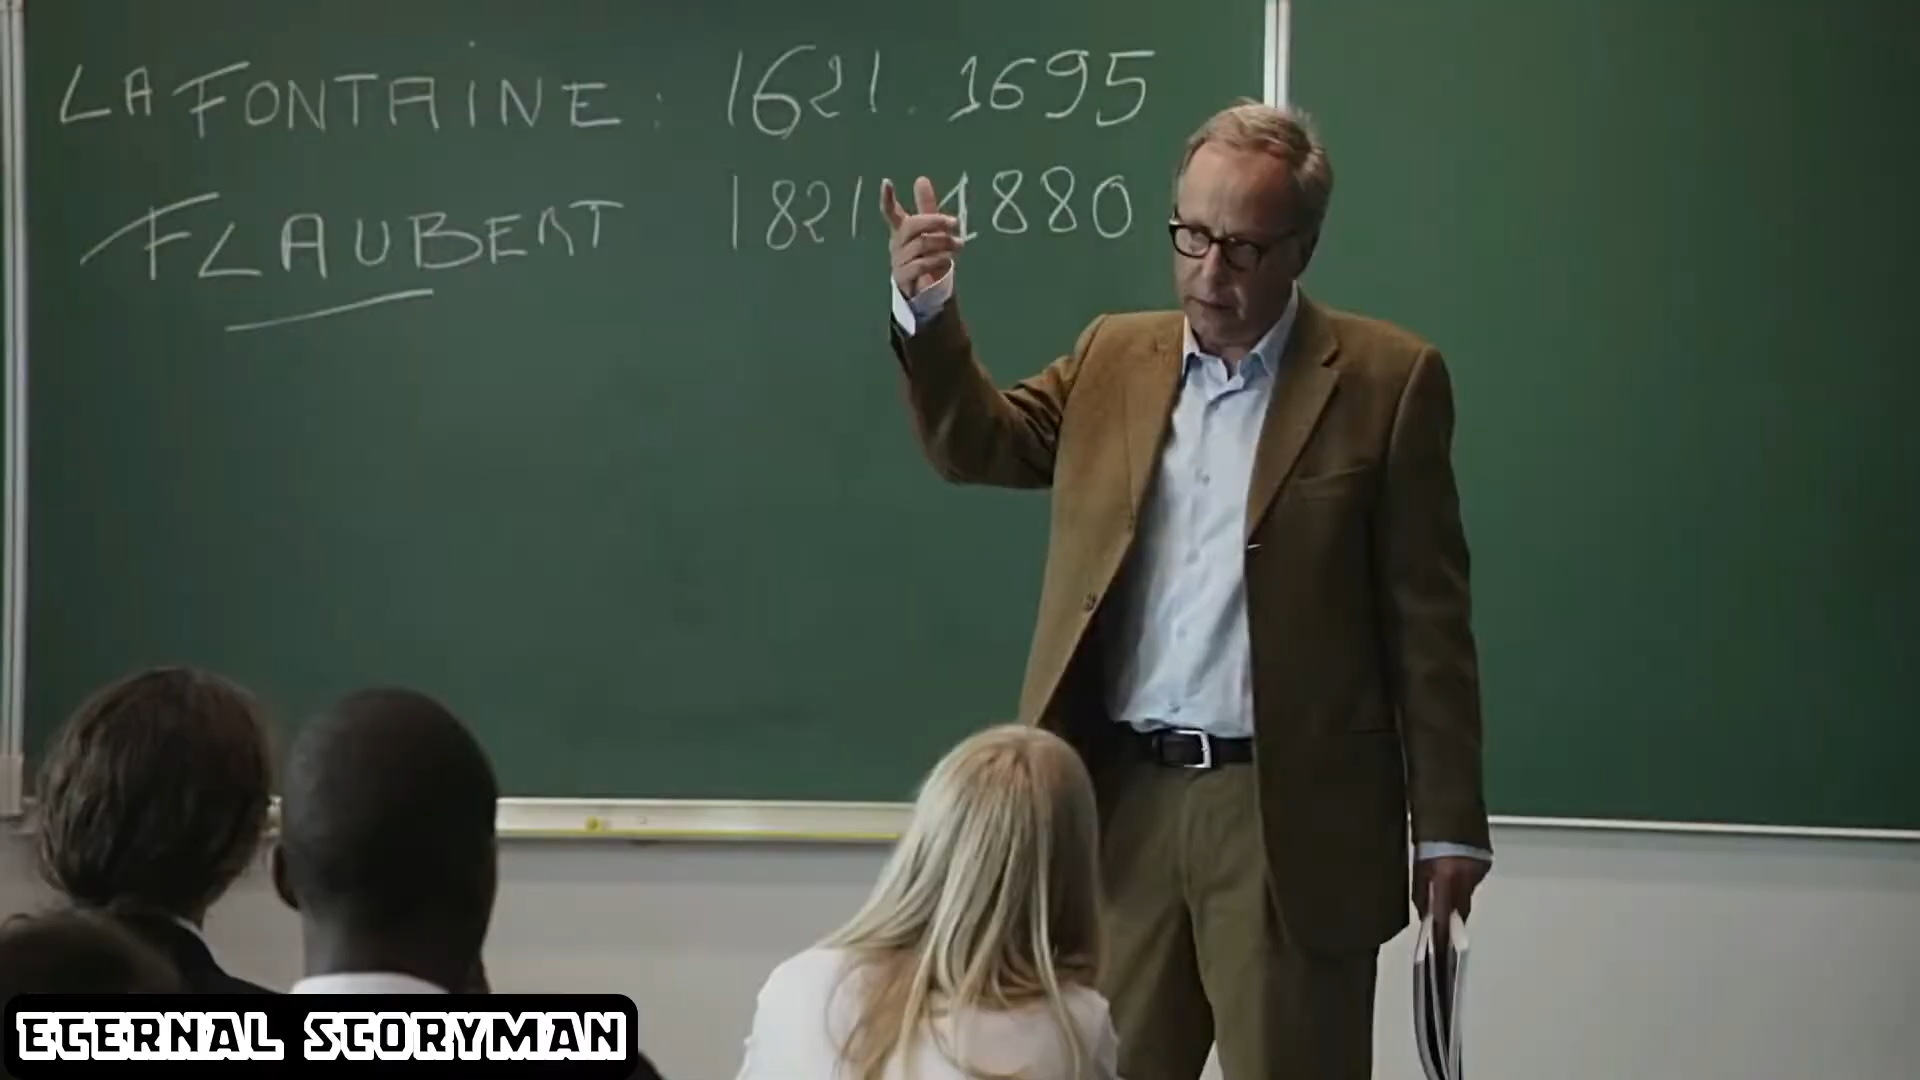 LA FONTAINE : 1621. 1695
FLAUBERT 1821 1880
ETERNAL STORYMAN